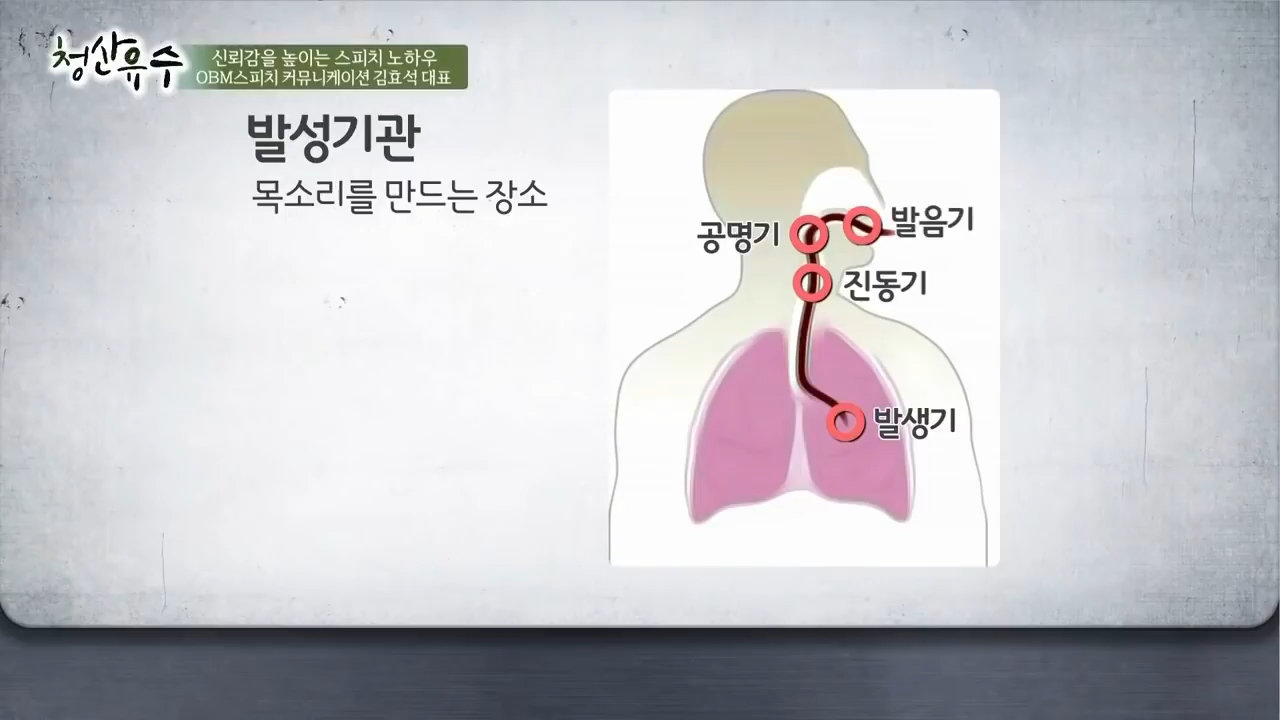 청산유수
신뢰감을 높이는 스피치 노하우
OBM스피치 커뮤니케이션 김효석 대표
발성기관
목소리를 만드는 장소
공명기
발음기
진동기
발생기